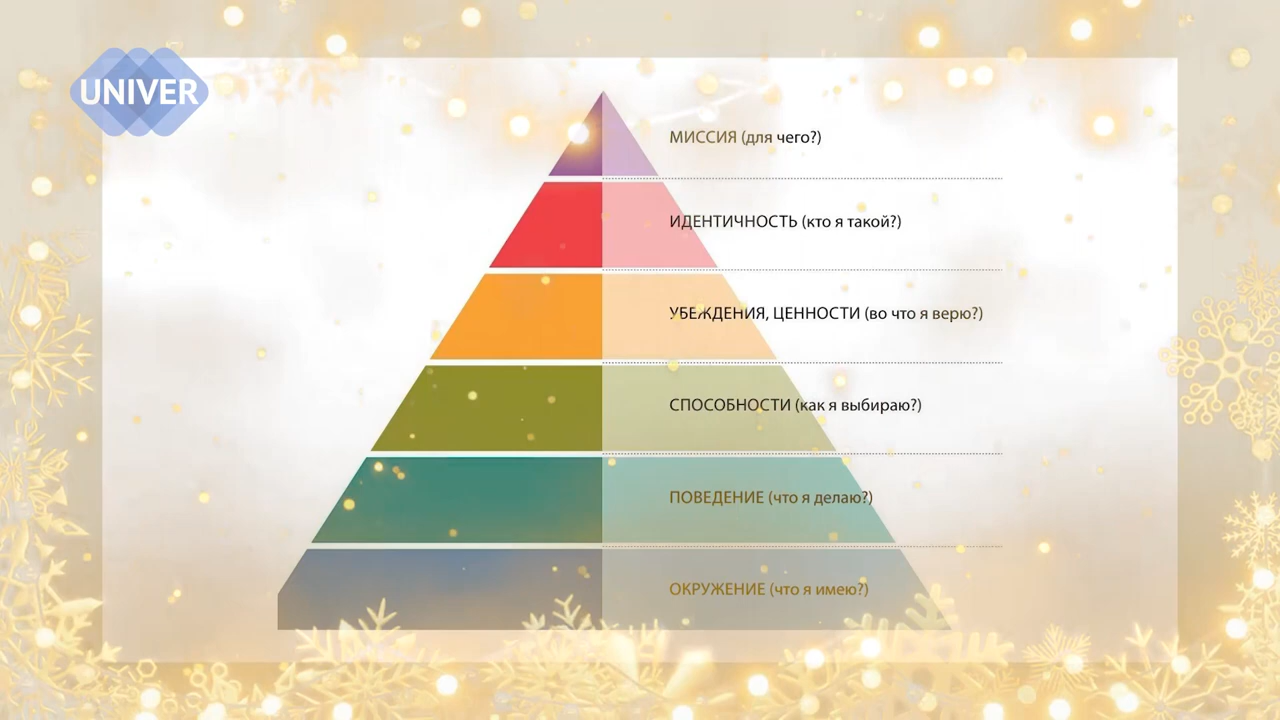 UNIVER
МИССИЯ (для чего?)
ИДЕНТИЧНОСТЬ (кто я такой?)
УБЕЖДЕНИЯ, ЦЕННОСТИ (во что я верю?)
СПОСОБНОСТИ (как я выбираю?)
ПОВЕДЕНИЕ (что я делаю?)
ОКРУЖЕНИЕ (что я имею?)